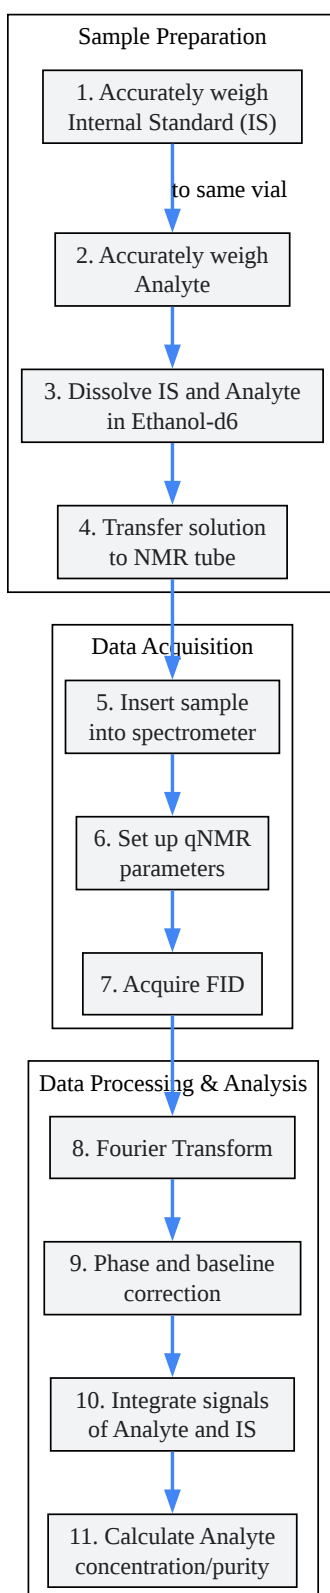 Sample Preparation
1. Accurately weigh
Internal Standard (IS)
to same vial
2. Accurately weigh
Analyte
3. Dissolve IS and Analyte
in Ethanol-d6
4. Transfer solution
to NMR tube
Data Acquisition
5. Insert sample
into spectrometer
6. Set up qNMR
parameters
7. Acquire FID
Data Processing & Analysis
8. Fourier Transform
9. Phase and baseline
correction
10. Integrate signals
of Analyte and IS
11. Calculate Analyte
concentration/purity